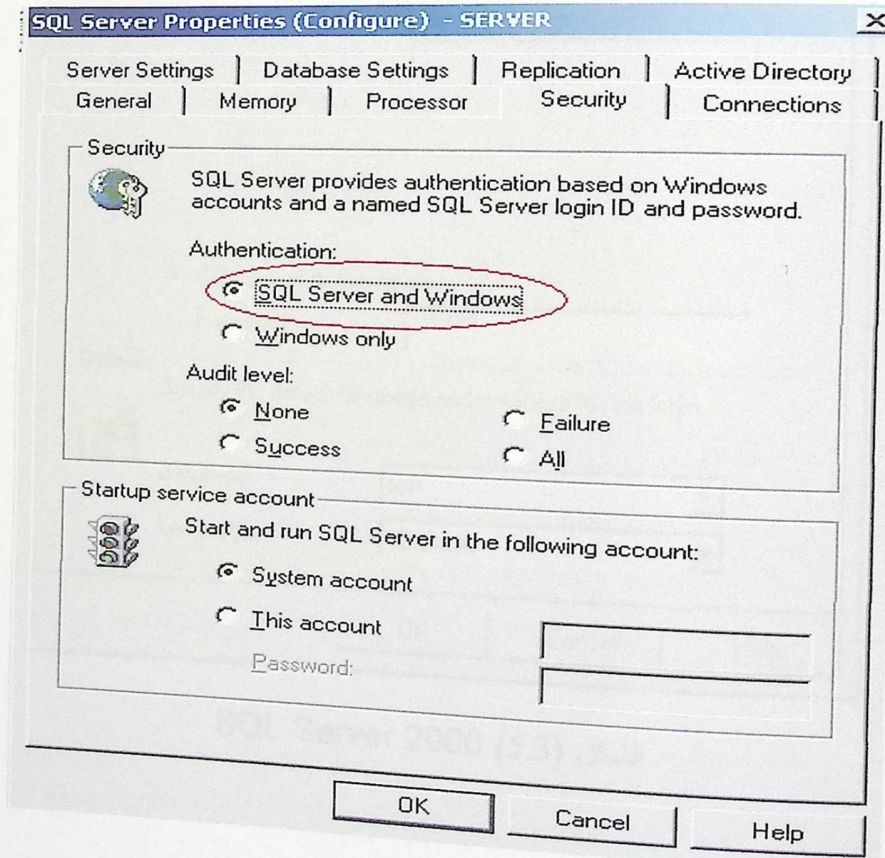 SQL Server Properties (Configure) - SERVER
Server Settings
Database Settings
Replication
Active Directory
General
Memory
Processor
Security
Connections
Security
SQL Server provides authentication based on Windows
accounts and a named SQL Server login ID and password.
Authentication:
SQL Server and Windows
Windows only
Audit level:
None
Failure
Success
All
Startup service account
Start and run SQL Server in the following account:
System account
This account
Password:
SQL Server 2000 (5.3) شكل
OK
Cancel
Help